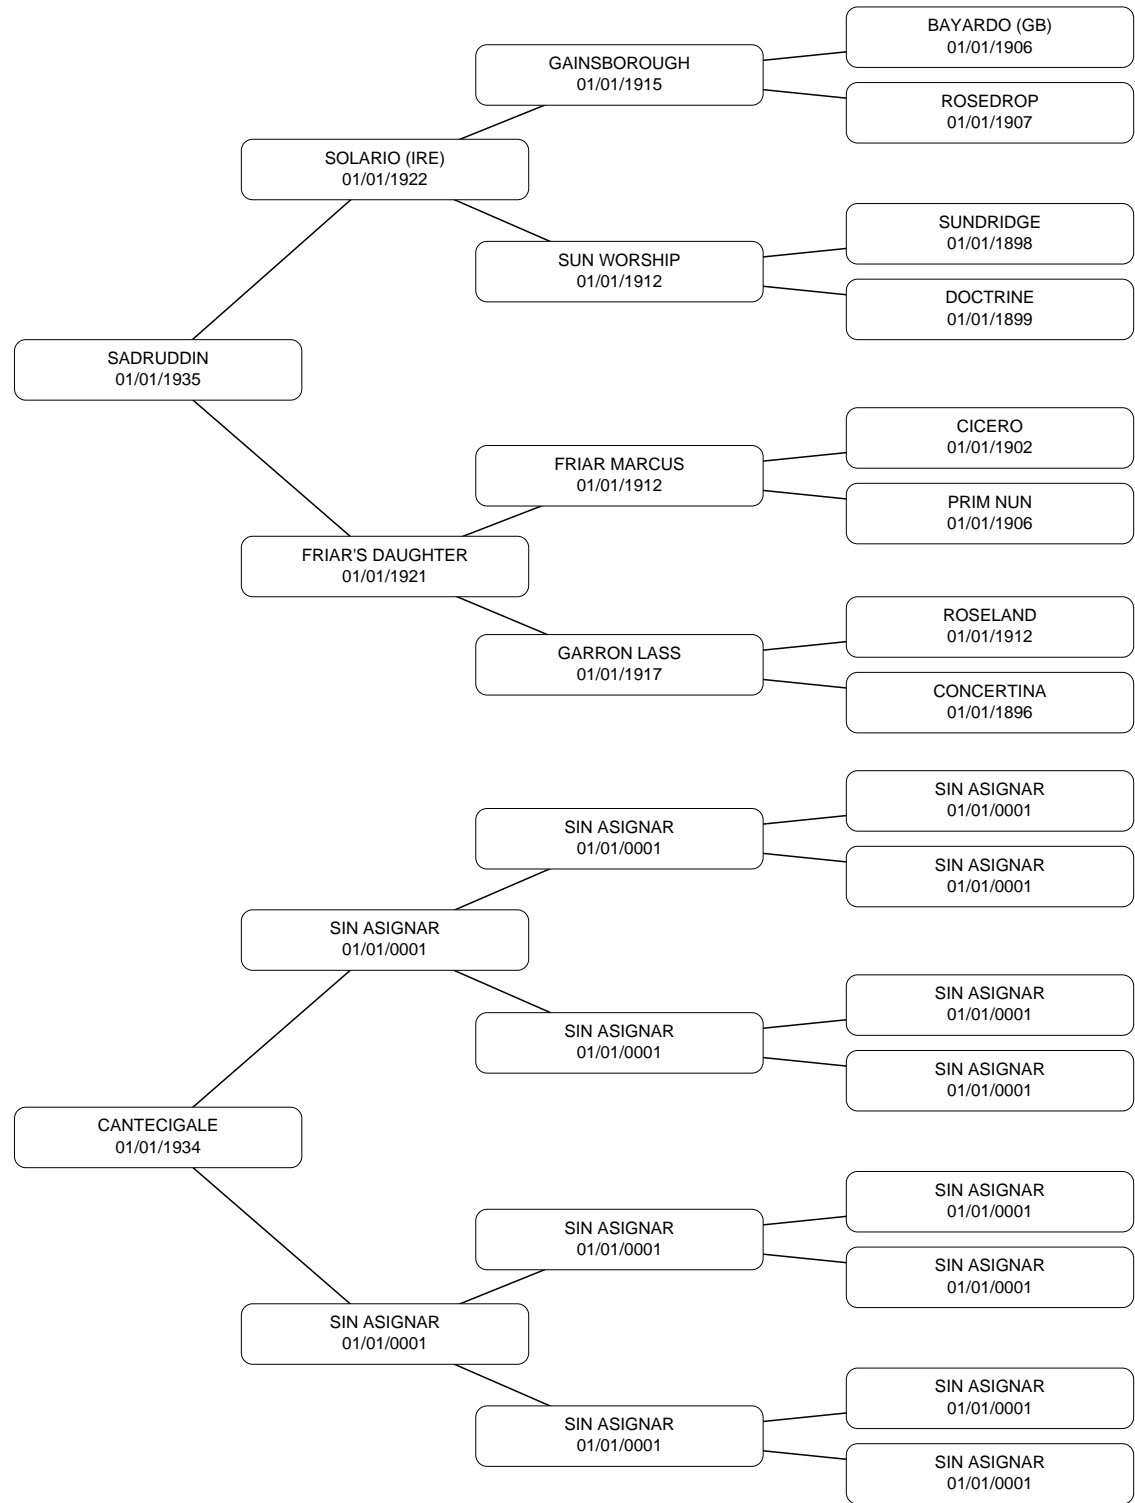 BAYARDO (GB)
01/01/1906
GAINSBOROUGH
01/01/1915
ROSEDROP
01/01/1907
SOLARIO (IRE)
01/01/1922
SUNDRIDGE
01/01/1898
SUN WORSHIP
01/01/1912
DOCTRINE
01/01/1899
SADRUDDIN
01/01/1935
CICERO
01/01/1902
FRIAR MARCUS
01/01/1912
PRIM NUN
01/01/1906
FRIAR'S DAUGHTER
01/01/1921
ROSELAND
01/01/1912
GARRON LASS
01/01/1917
CONCERTINA
01/01/1896
SIN ASIGNAR
01/01/0001
SIN ASIGNAR
01/01/0001
SIN ASIGNAR
01/01/0001
SIN ASIGNAR
01/01/0001
SIN ASIGNAR
01/01/0001
SIN ASIGNAR
01/01/0001
SIN ASIGNAR
01/01/0001
CANTECIGALE
01/01/1934
SIN ASIGNAR
01/01/0001
SIN ASIGNAR
01/01/0001
SIN ASIGNAR
01/01/0001
SIN ASIGNAR
01/01/0001
SIN ASIGNAR
01/01/0001
SIN ASIGNAR
01/01/0001
SIN ASIGNAR
01/01/0001